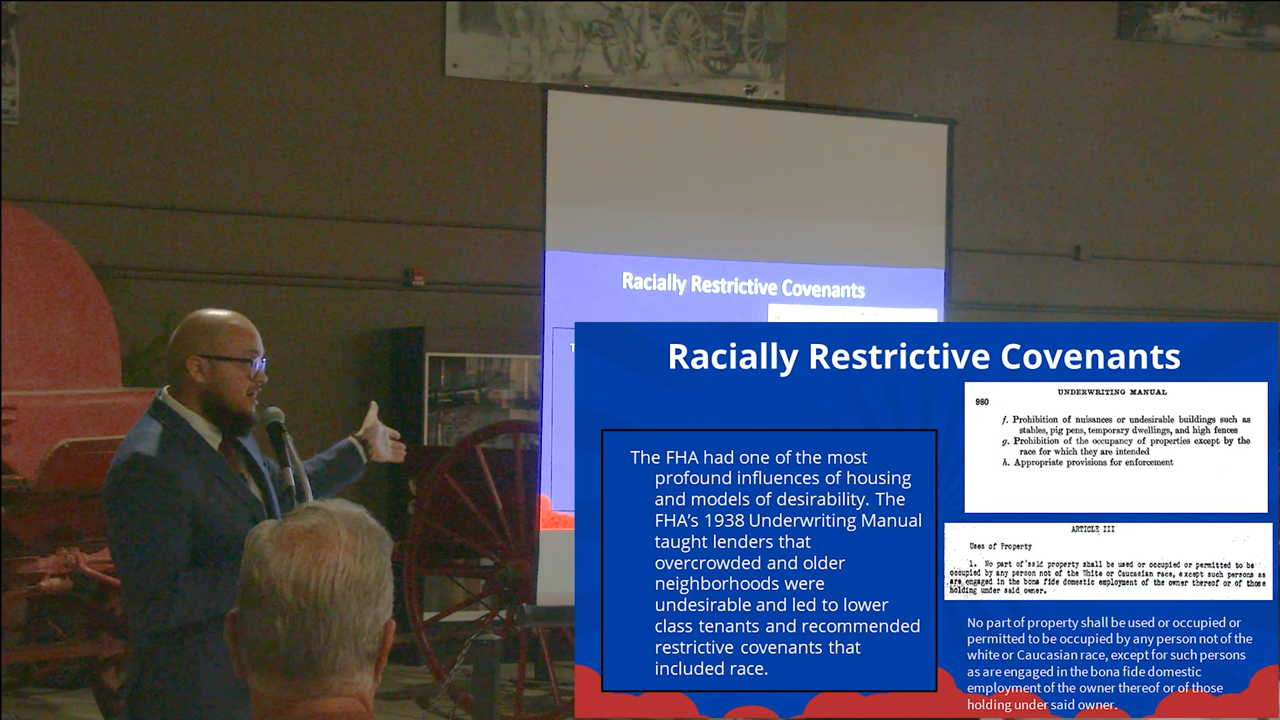 Racially Restrictive Covenants
T
Racially Restrictive Covenants
The FHA had one of the most
profound influences of housing
and models of desirability. The
FHA's 1938 Underwriting Manual
taught lenders that
overcrowded and older
neighborhoods were
undesirable and led to lower
class tenants and recommended
restrictive covenants that
included race.
UNDERWRITING MANUAL
980
f. Prohibition of nuisances or undesirable buildings such as
stables, pig pens, temporary dwellings, and high fences
g. Prohibition of the occupancy of properties except by the
race for which they are intended
h. Appropriate provisions for enforcement
ARTICLE III
Uses of Property
1. No part of said property shall be used or occupied or permitted to be
occupied by any person not of the White or Caucasian race, except such persons as
are engaged in the bona fide domestic employment of the owner thereof or of those
holding under said owner.
No part of property shall be used or occupied or
permitted to be occupied by any person not of the
white or Caucasian race, except for such persons
as are engaged in the bona fide domestic
employment of the owner thereof or of those
holding under said owner.